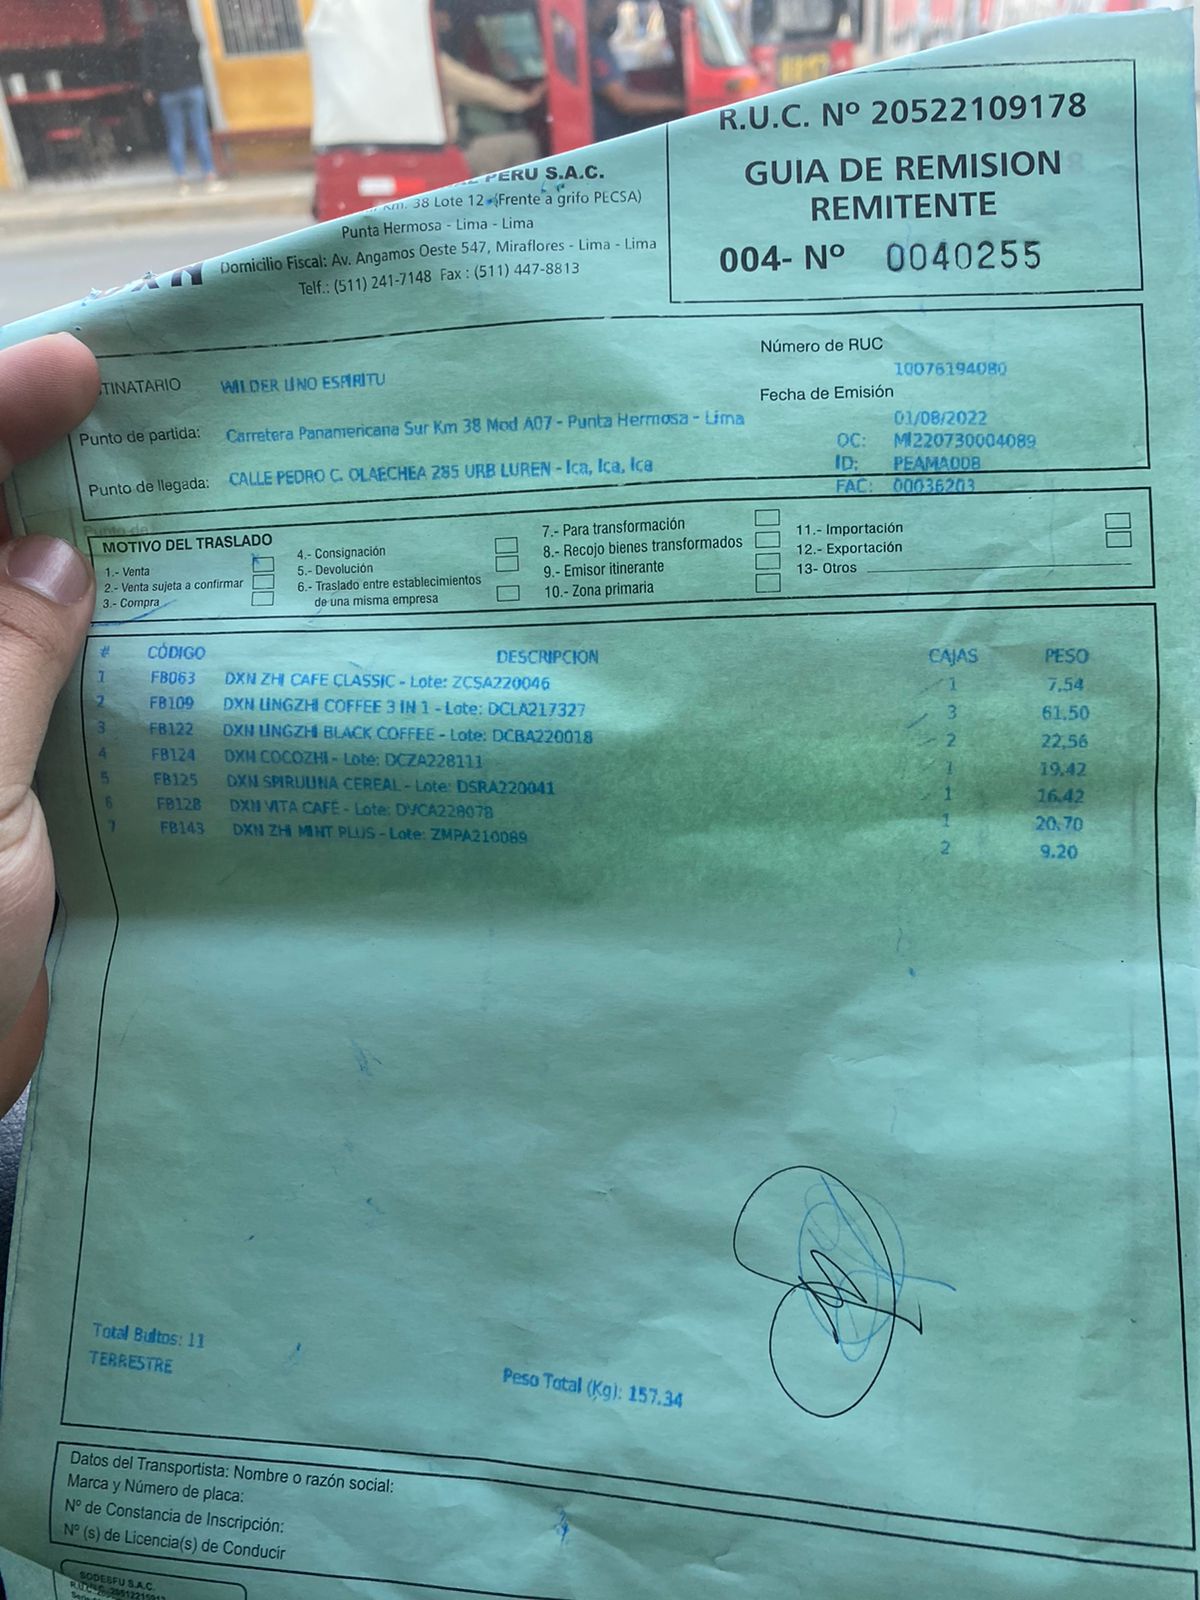 R.U.C. Nº 20522109178
GUIA DE REMISION
REMITENTE
004- Nº 0040255
PERU S.A.C.
Km. 38 Lote 12 (Frente a grifo PECSA)
Punta Hermosa - Lima - Lima
Domicilio Fiscal: Av. Angamos Oeste 547, Miraflores - Lima - Lima
Telf.: (511) 241-7148 Fax : (511) 447-8813
TINATARIO WILDER LINO ESPIRITU
Número de RUC
10076194080
Punto de partida: Carretera Panamericana Sur Km 38 Mod A07 - Punta Hermosa - Lima
Fecha de Emisión
01/08/2022
Punto de llegada: CALLE PEDRO C. OLAECHEA 285 URB LUREN - Ica, Ica, Ica
OC: MI220730004089
ID: PEAMA008
FAC: 00036203
MOTIVO DEL TRASLADO
1.- Venta
2.- Venta sujeta a confirmar
3.- Compra
4.- Consignación
5.- Devolución
6.- Traslado entre establecimientos
de una misma empresa
7.- Para transformación
8.- Recojo bienes transformados
9.- Emisor itinerante
10.- Zona primaria
11.- Importación
12.- Exportación
13- Otros
# CÓDIGO DESCRIPCION CAJAS PESO
1 FB063 DXN ZHI CAFE CLASSIC - Lote: ZCSA220046 1 7,54
2 FB109 DXN LINGZHI COFFEE 3 IN 1 - Lote: DCLA217327 3 61,50
3 FB122 DXN LINGZHI BLACK COFFEE - Lote: DCBA220018 2 22,56
4 FB124 DXN COCOZHI - Lote: DCZA228111 1 19,42
5 FB125 DXN SPIRULINA CEREAL - Lote: DSRA220041 1 16.42
6 FB128 DXN VITA CAFÉ - Lote: DVCA228078 1 20.70
7 FB143 DXN ZHI MINT PLUS - Lote: ZMPA210089 2 9.20
Total Bultos: 11
TERRESTRE
Peso Total (Kg): 157.34
Datos del Transportista: Nombre o razón social:
Marca y Número de placa:
Nº de Constancia de Inscripción:
Nº (s) de Licencia(s) de Conducir
SODESFU S.A.C.